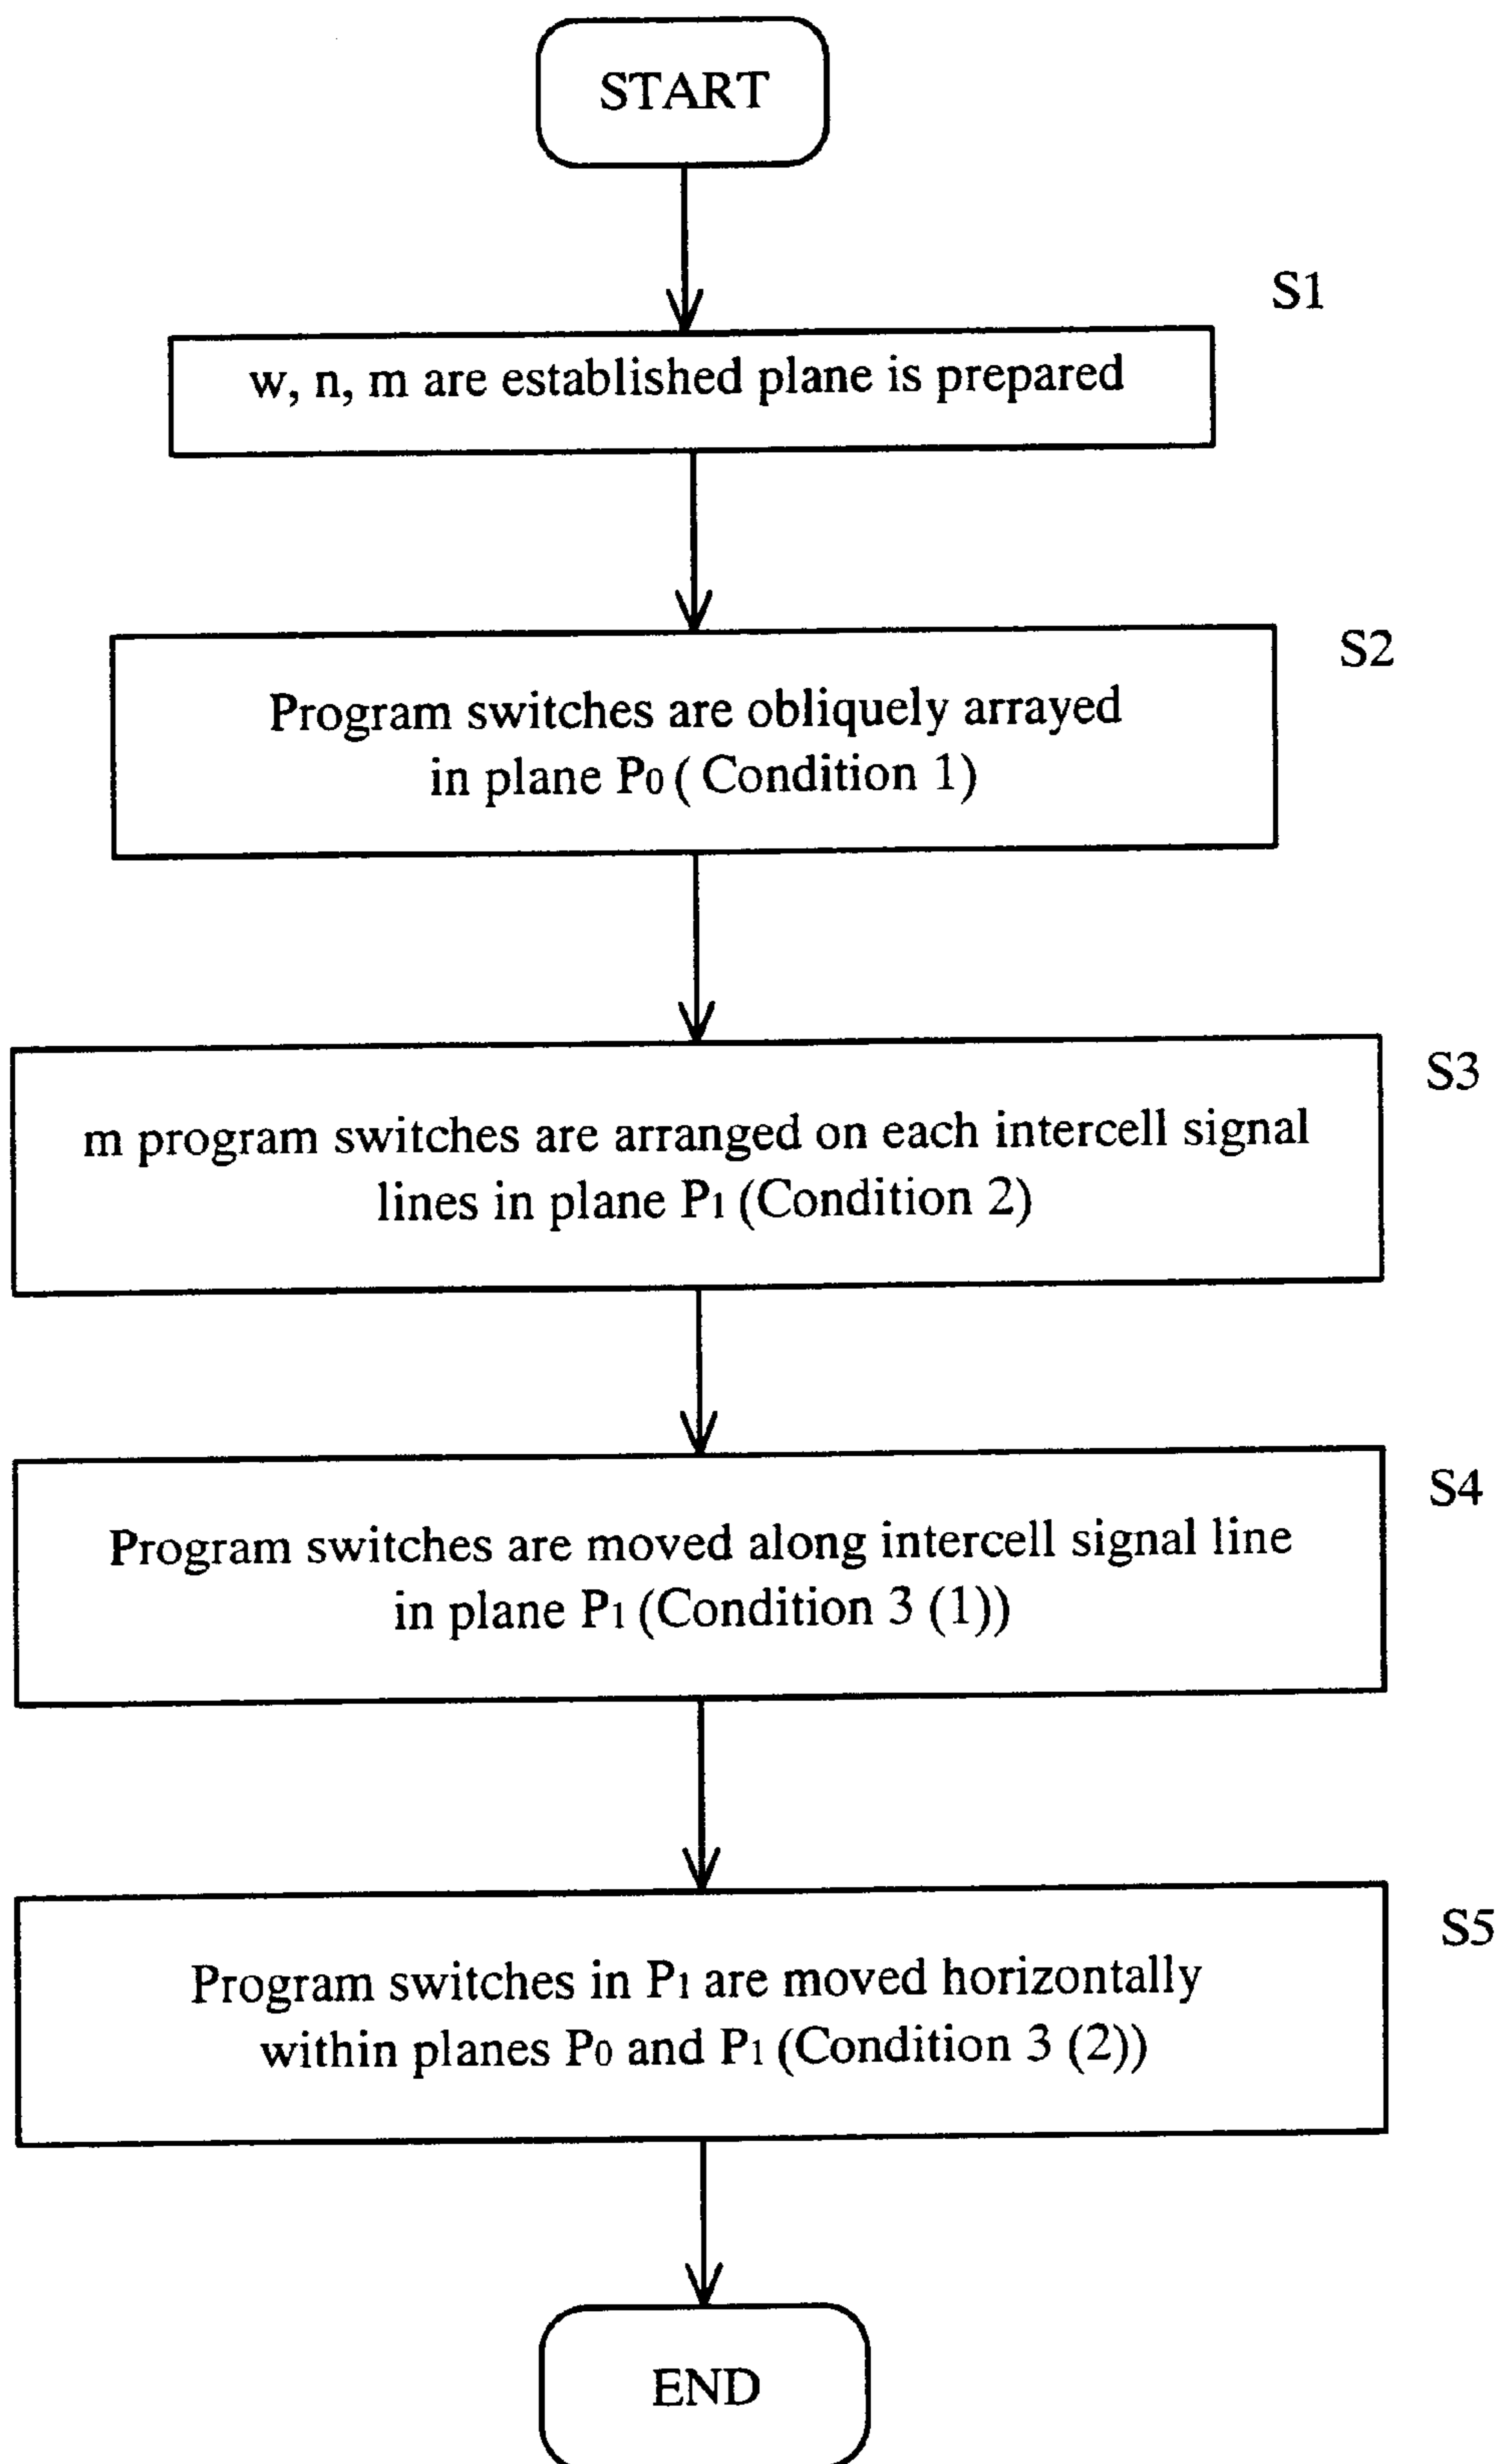 START
S1
w, n, m are established plane is prepared
S2
Program switches are obliquely arrayed
in plane P0 ( Condition 1)
S3
m program switches are arranged on each intercell signal
lines in plane P1 (Condition 2)
S4
Program switches are moved along intercell signal line
in plane P1 (Condition 3 (1))
S5
Program switches in P1 are moved horizontally
within planes P0 and P1 (Condition 3 (2))
END